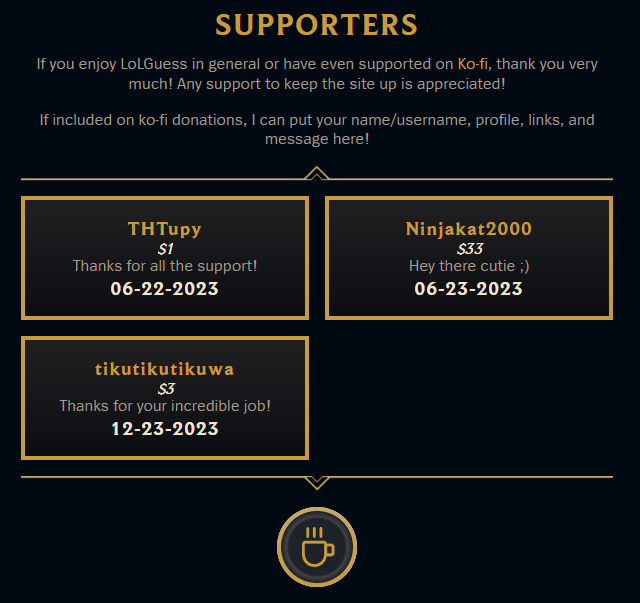 SUPPORTERS
If you enjoy LoLGuess in general or have even supported on Ko-fi, thank you very
much! Any support to keep the site up is appreciated!
If included on ko-fi donations, I can put your name/username, profile, links, and
message here!
THTupy
$1
Thanks for all the support!
06-22-2023
Ninjakat2000
$33
Hey there cutie ;)
06-23-2023
tikutikutikuwa
$3
Thanks for your incredible job!
12-23-2023